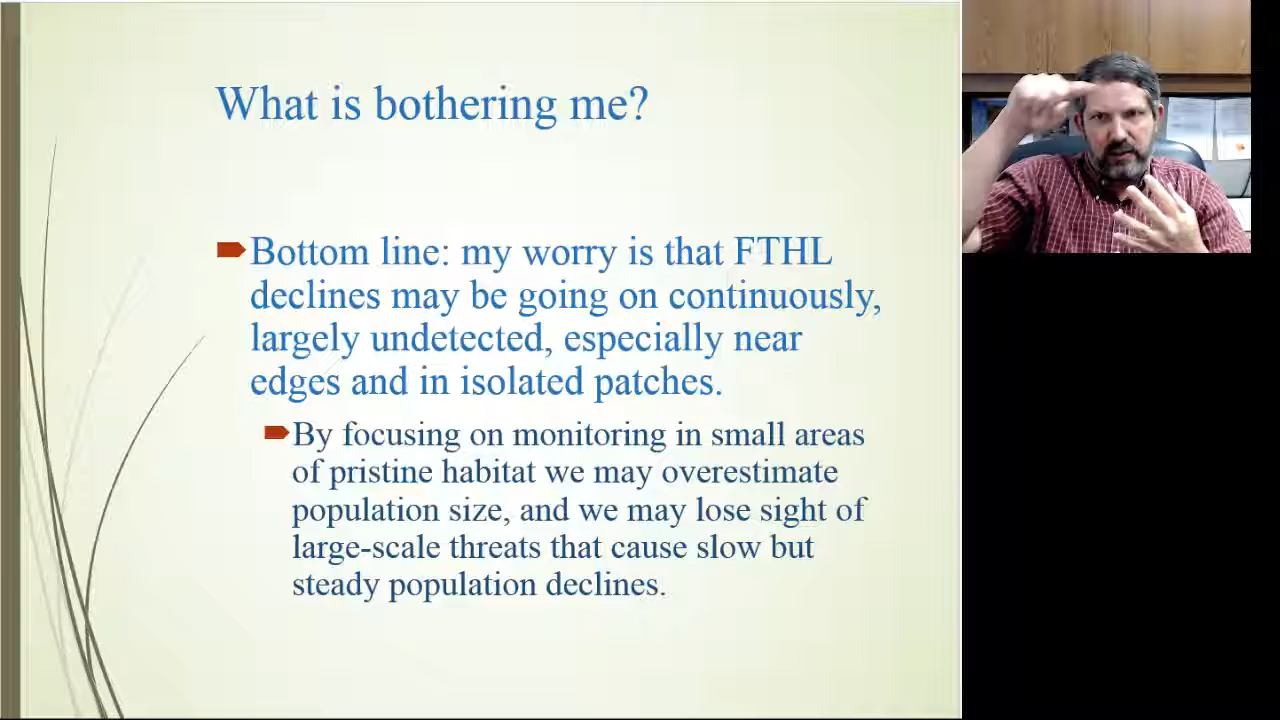 What is bothering me?
Bottom line: my worry is that FTHL
declines may be going on continuously,
largely undetected, especially near
edges and in isolated patches.
By focusing on monitoring in small areas
of pristine habitat we may overestimate
population size, and we may lose sight of
large-scale threats that cause slow but
steady population declines.